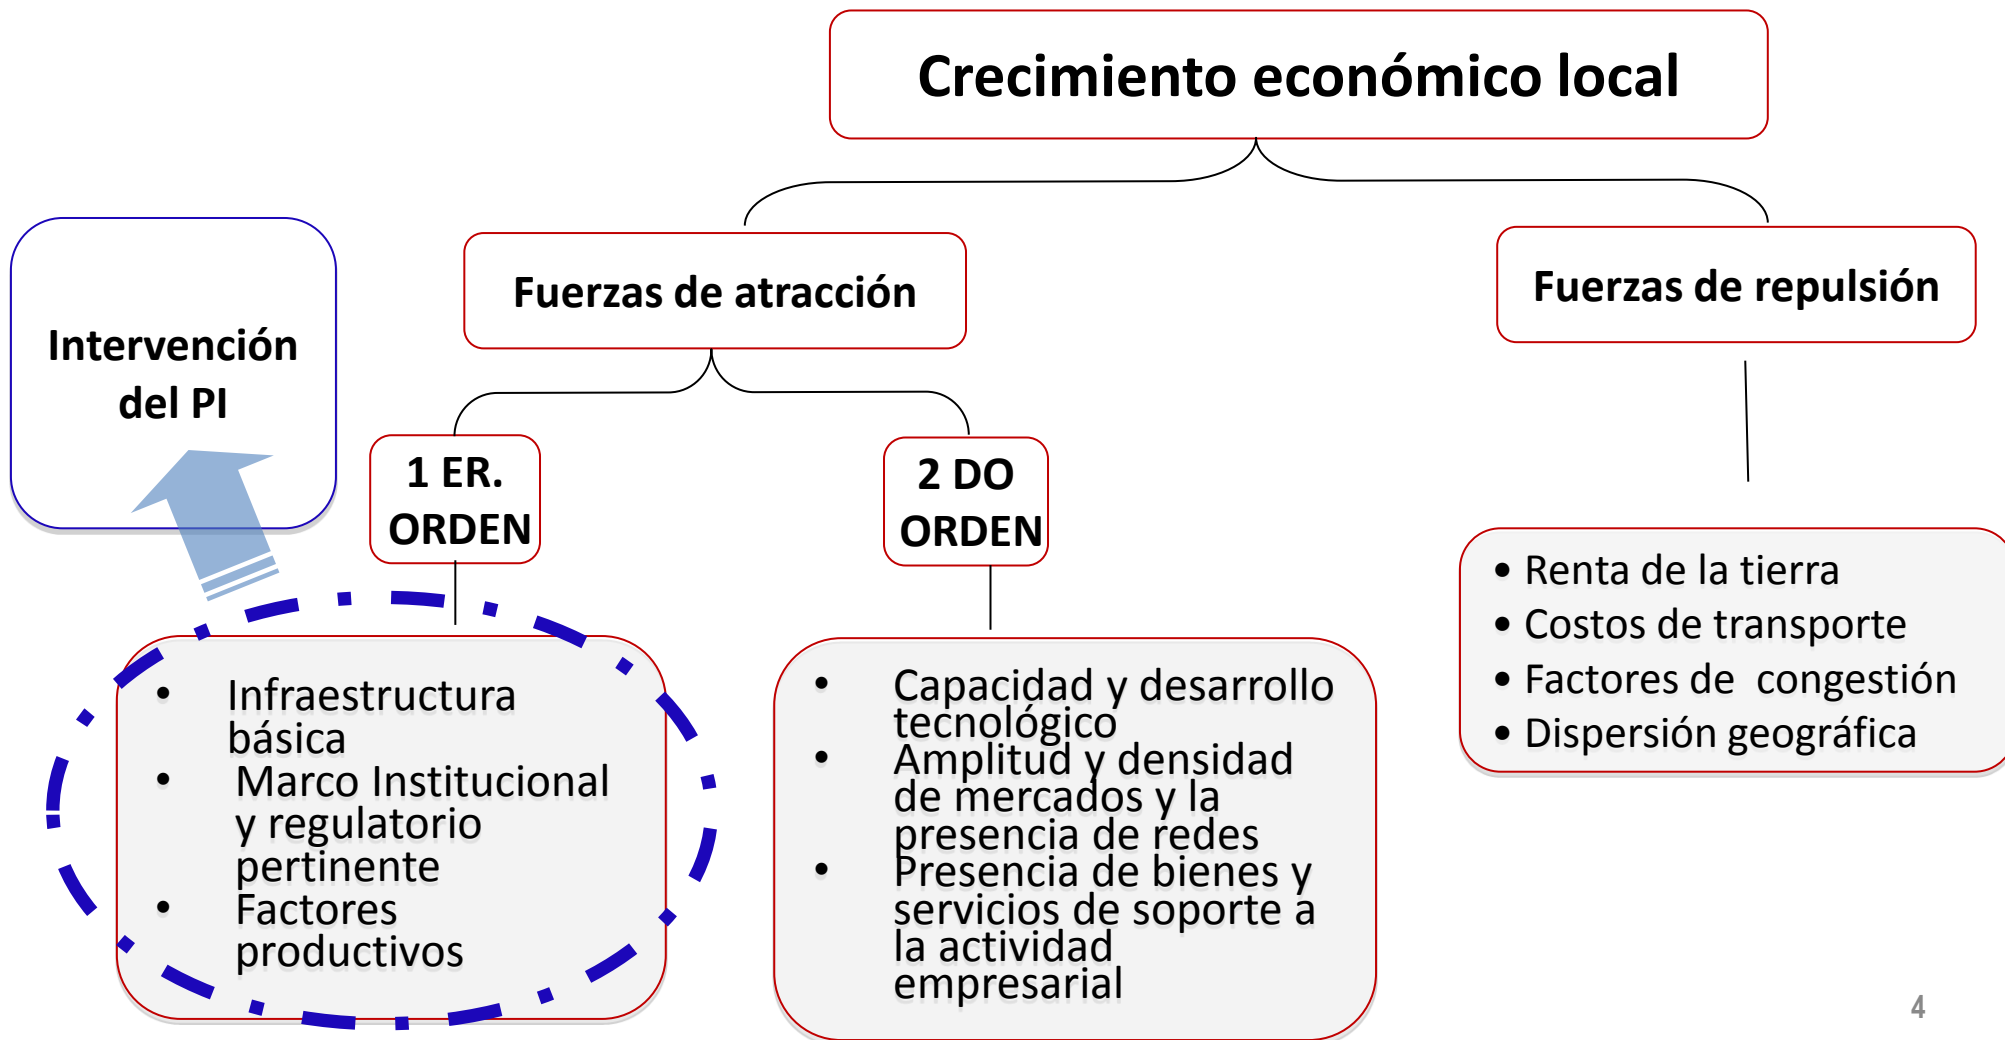 Crecimiento económico local
Intervención
del PI
Fuerzas de atracción
Fuerzas de repulsión
1 ER.
ORDEN
2 DO
ORDEN
• Infraestructura
básica
• Marco Institucional
y regulatorio
pertinente
• Factores
productivos
• Capacidad y desarrollo
tecnológico
• Amplitud y densidad
de mercados y la
presencia de redes
• Presencia de bienes y
servicios de soporte a
la actividad
empresarial
• Renta de la tierra
• Costos de transporte
• Factores de congestión
• Dispersión geográfica
4